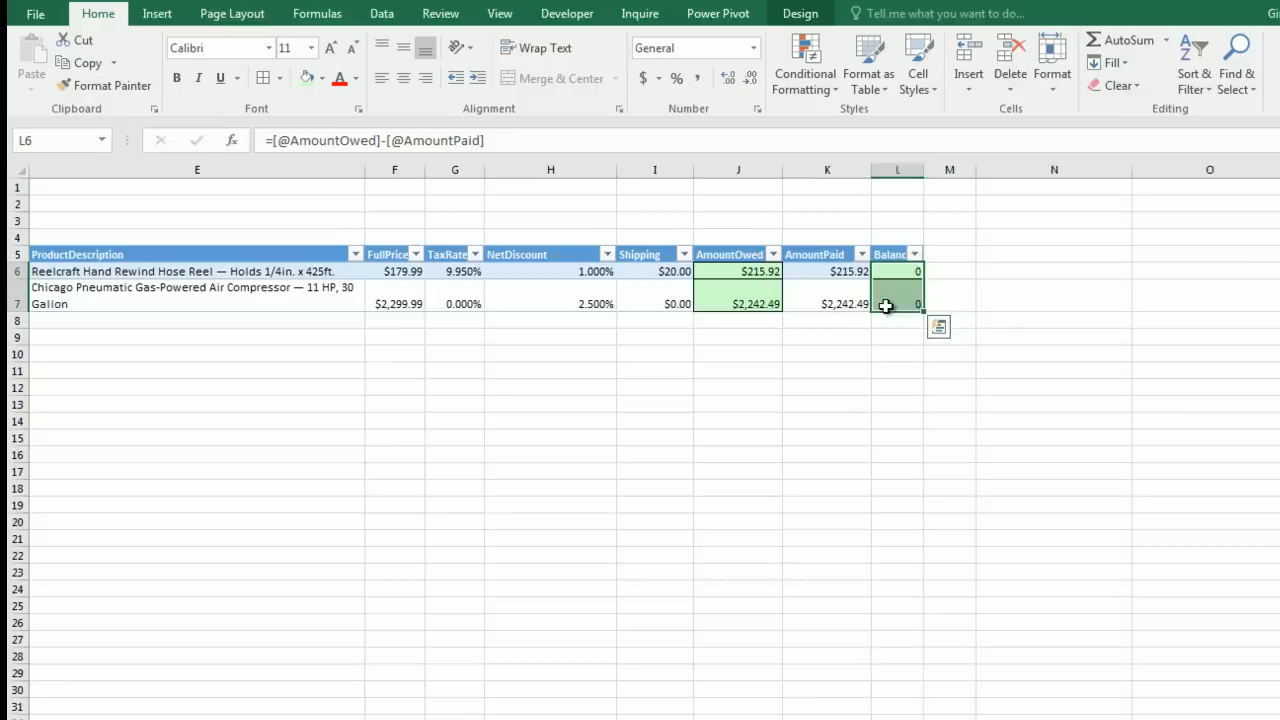 File Home Insert Page Layout Formulas Data Review View Developer Inquire Power Pivot Design Tell me what you want to do...
Cut Calibri 11 A A Wrap Text General AutoSum
Paste Copy Format Painter B I U A Merge & Center $ % , Conditional Formatting Format as Table Cell Styles Insert Delete Format Fill Clear Sort & Filter Find & Select
Clipboard Font Alignment Number Styles Cells Editing
L6 fx =[@AmountOwed]-[@AmountPaid]
E F G H I J K L M N O
1
2
3
4
5 ProductDescription FullPrice TaxRate NetDiscount Shipping AmountOwed AmountPaid Balanc
6 Reelcraft Hand Rewind Hose Reel — Holds 1/4in. x 425ft. $179.99 9.950% 1.000% $20.00 $215.92 $215.92 0
Chicago Pneumatic Gas-Powered Air Compressor — 11 HP, 30
7 Gallon $2,299.99 0.000% 2.500% $0.00 $2,242.49 $2,242.49 0
8
9
10
11
12
13
14
15
16
17
18
19
20
21
22
23
24
25
26
27
28
29
30
31